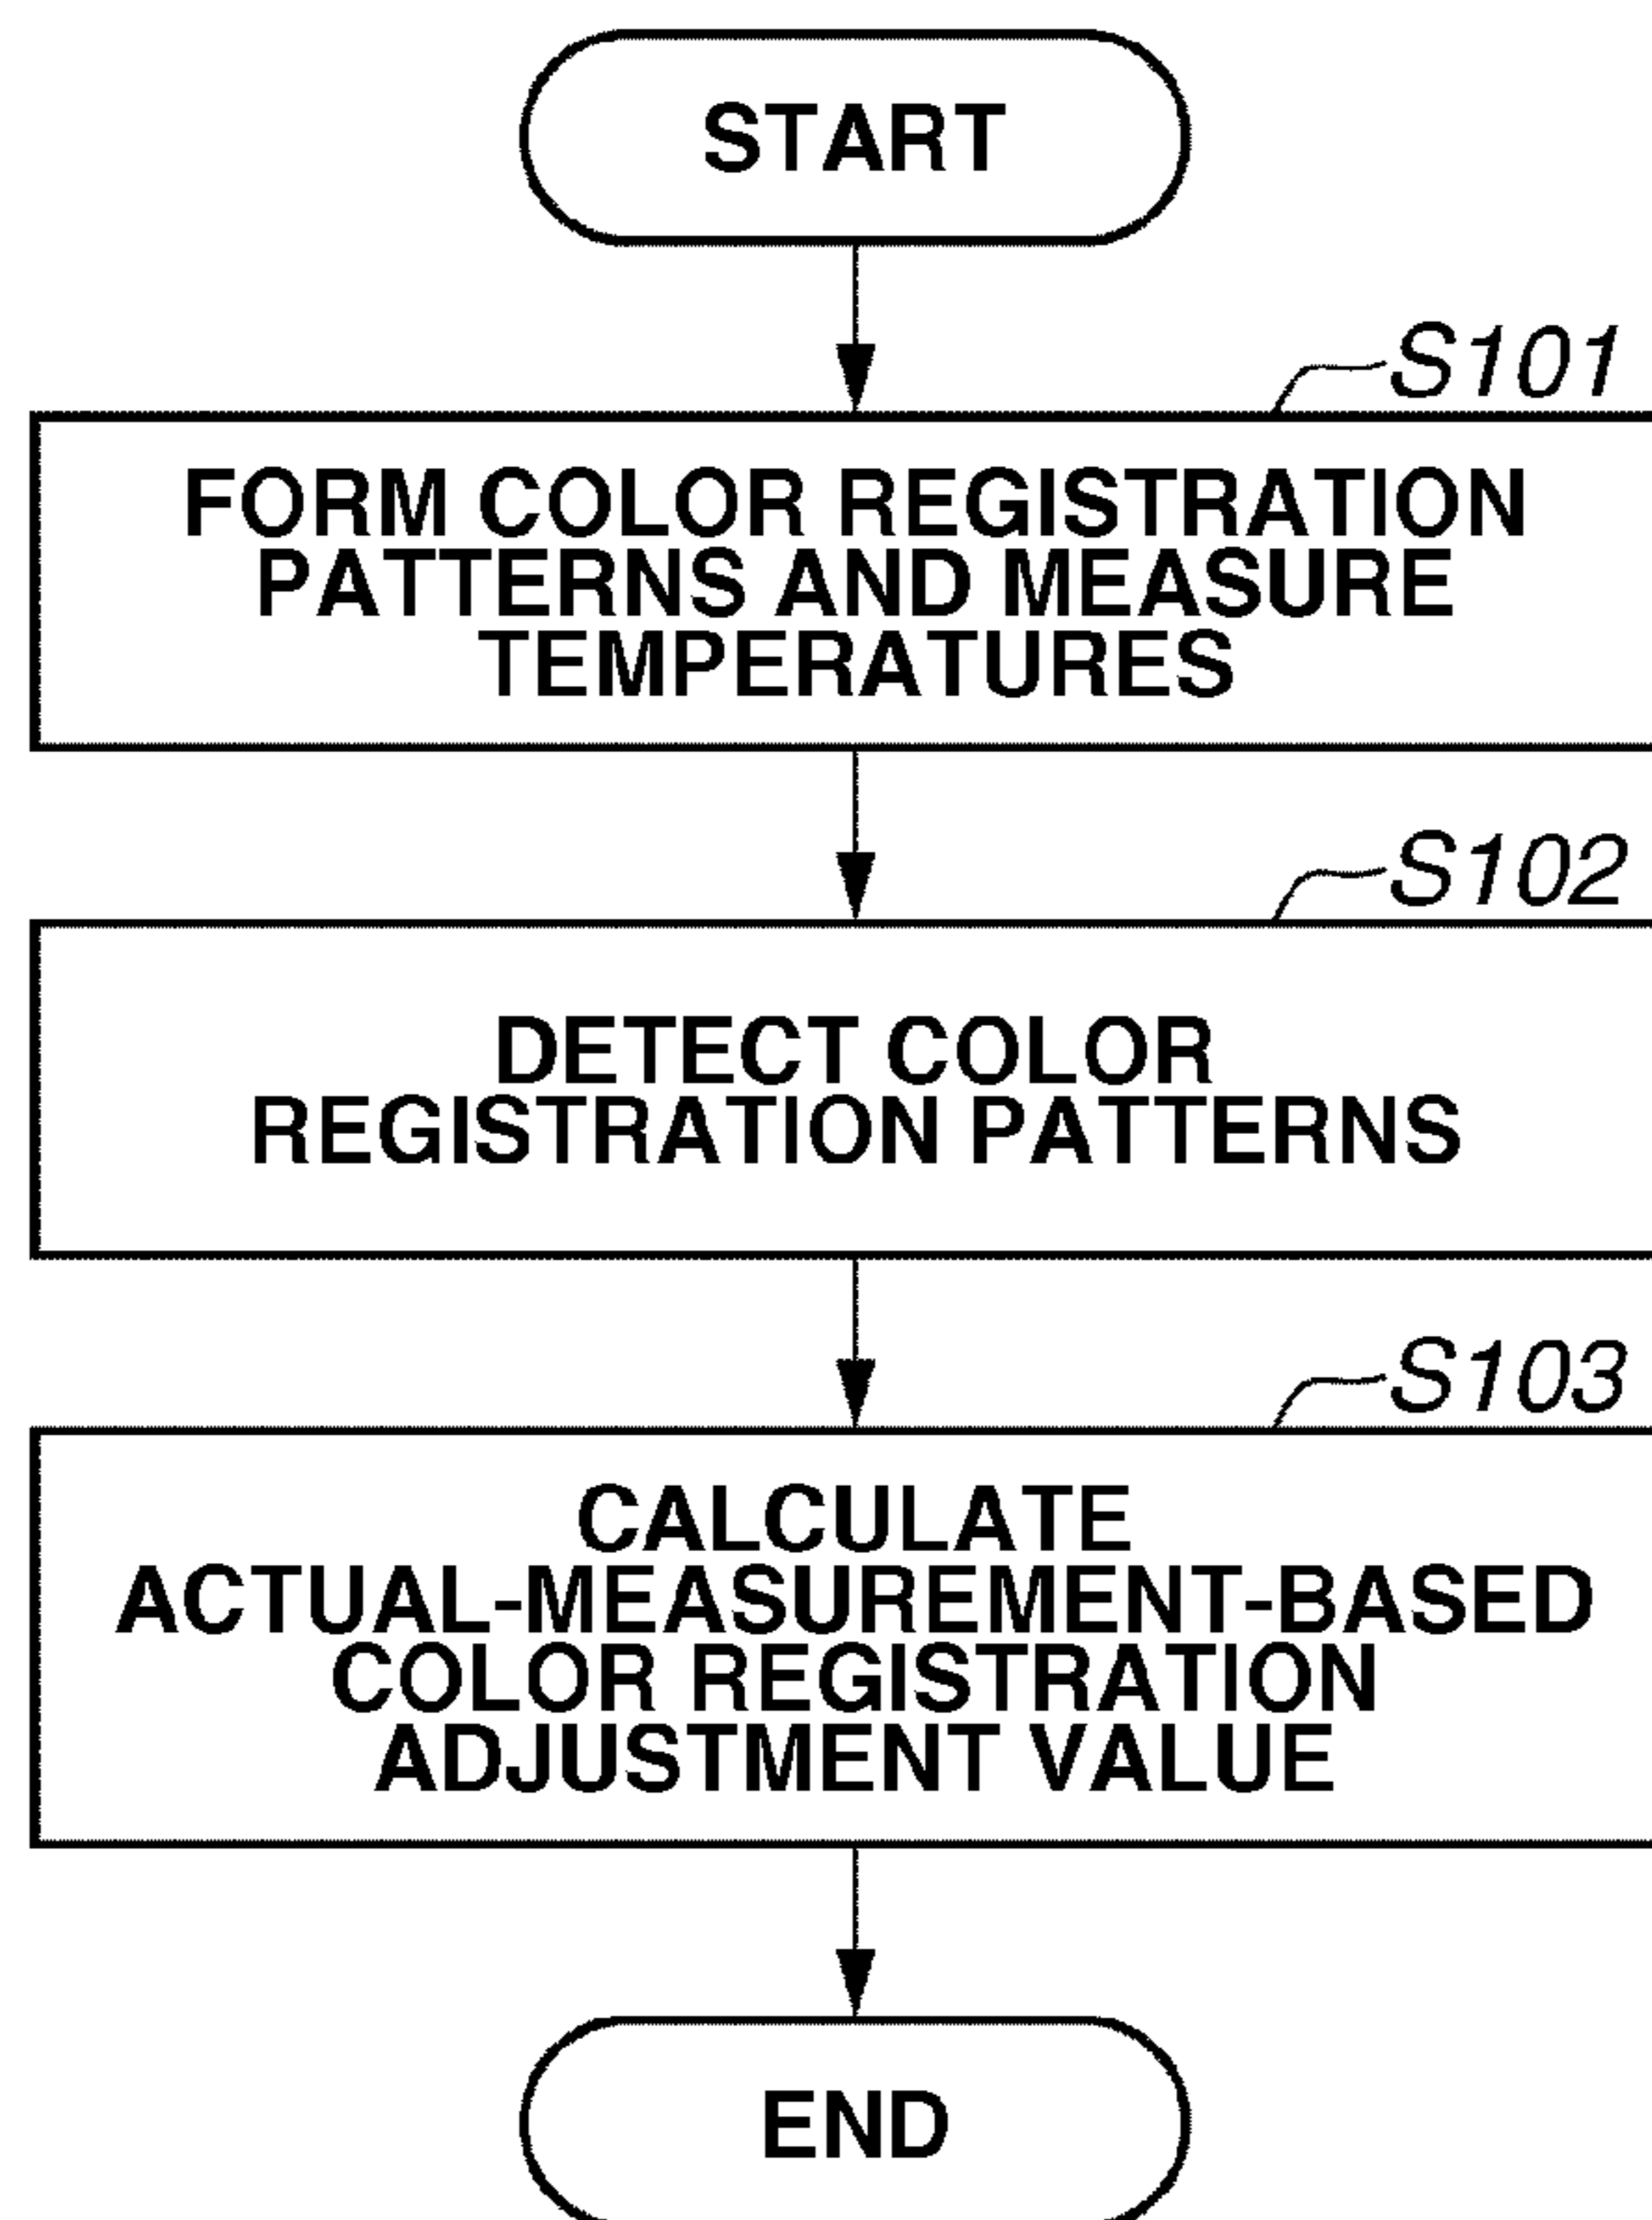 START
S101
FORM COLOR REGISTRATION
PATTERNS AND MEASURE
TEMPERATURES
S102
DETECT COLOR
REGISTRATION PATTERNS
S103
CALCULATE
ACTUAL-MEASUREMENT-BASED
COLOR REGISTRATION
ADJUSTMENT VALUE
END